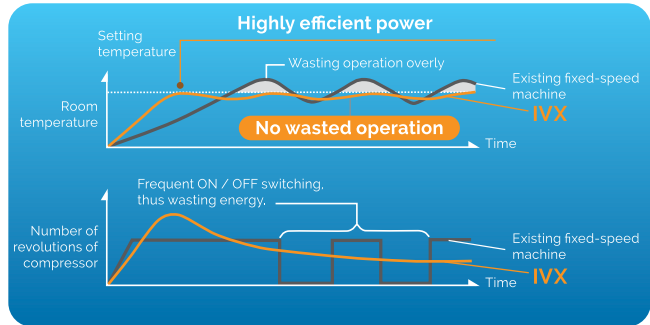 Highly efficient power
Setting
temperature
Wasting operation overly
Existing fixed-speed
machine
IVX
Room
temperature
No wasted operation
Time
Frequent ON / OFF switching,
thus wasting energy.
Number of
revolutions of
compressor
Existing fixed-speed
machine
IVX
Time